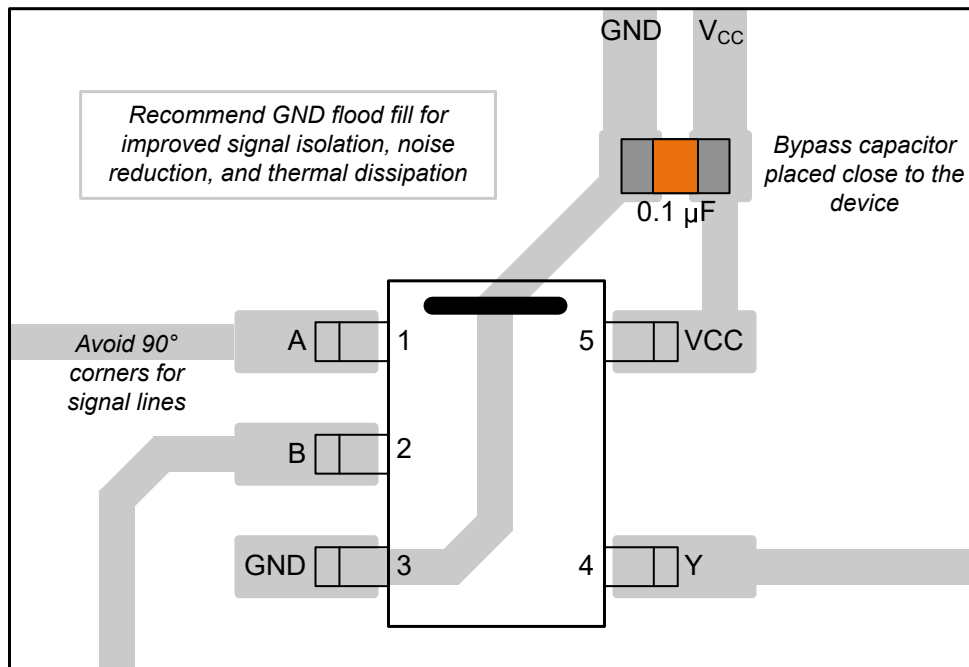 GND VCC
Recommend GND flood fill for
improved signal isolation, noise
reduction, and thermal dissipation
Bypass capacitor
placed close to the
device
0.1 µF
A 1 5 VCC
Avoid 90°
corners for
signal lines
B 2
GND 3 4 Y